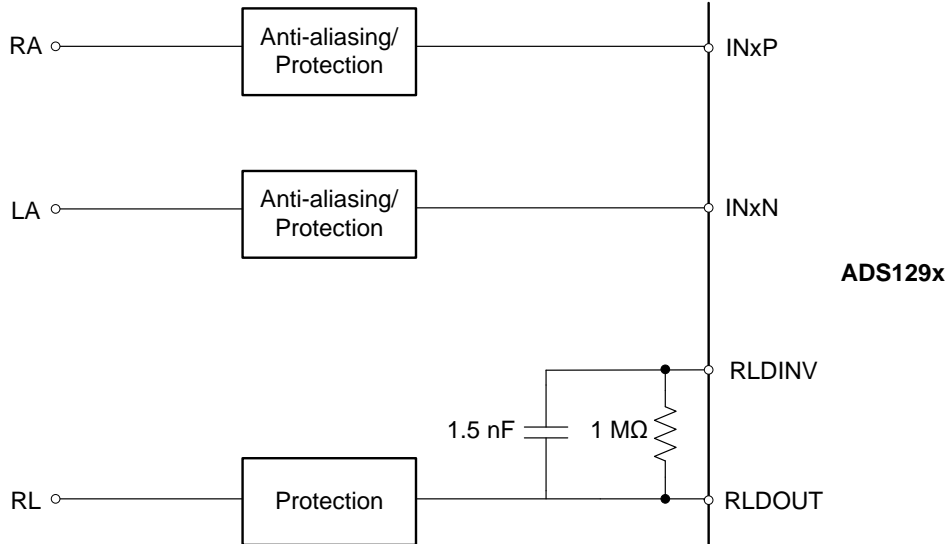 RA
Anti-aliasing/
Protection
INxP
LA
Anti-aliasing/
Protection
INxN
ADS129x
RLDINV
1.5 nF
1 MΩ
RL
Protection
RLDOUT